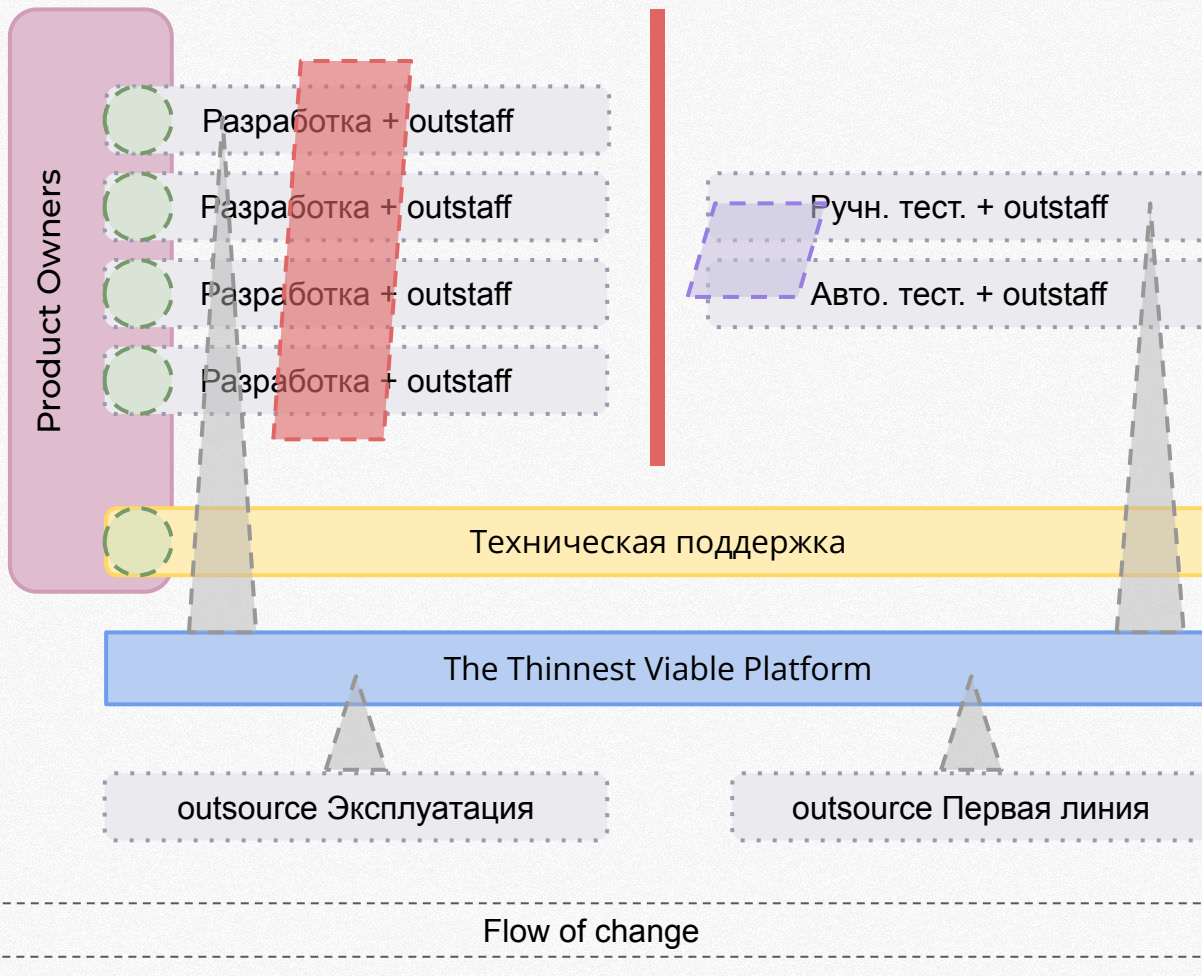 Product Owners
Разработка + outstaff
Разработка + outstaff
Ручн. тест. + outstaff
Разработка + outstaff
Авто. тест. + outstaff
Разработка + outstaff
Техническая поддержка
The Thinnest Viable Platform
outsource Эксплуатация
outsource Первая линия
Flow of change